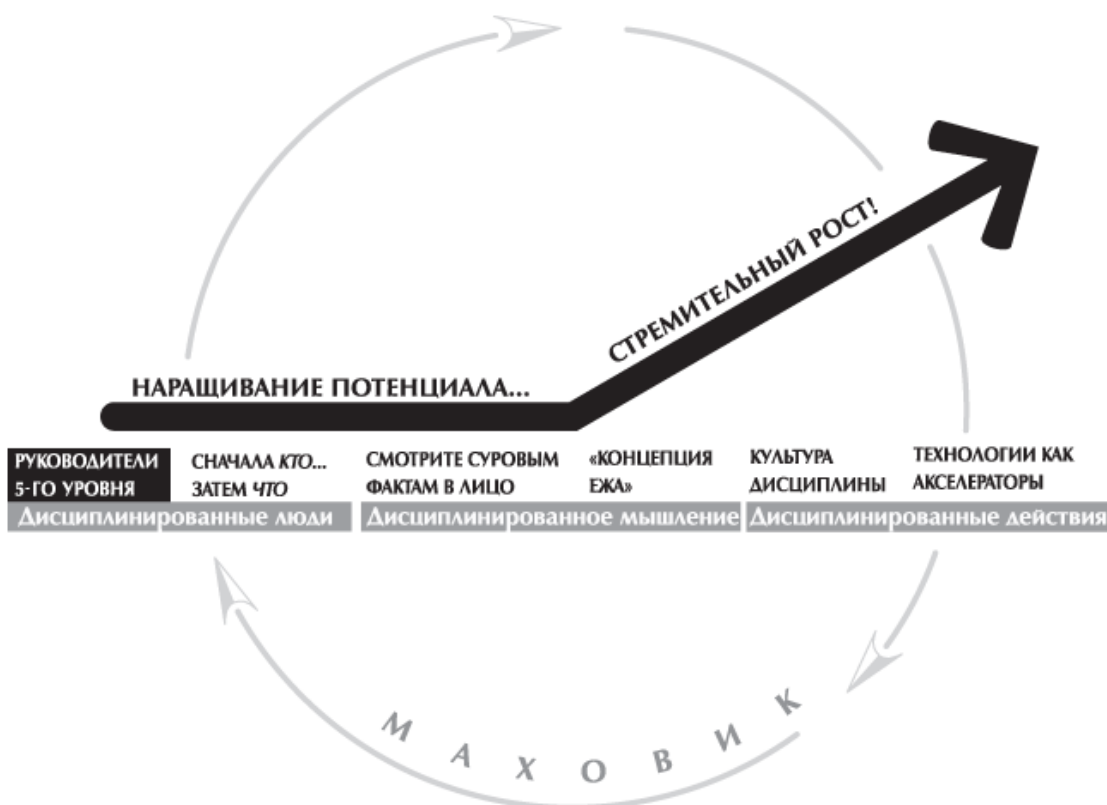 СТРЕМИТЕЛЬНЫЙ РОСТ!
НАРАЩИВАНИЕ ПОТЕНЦИАЛА...
РУКОВОДИТЕЛИ
5-ГО УРОВНЯ
СНАЧАЛА КТО...
ЗАТЕМ ЧТО
СМОТРИТЕ СУРОВЫМ
ФАКТАМ В ЛИЦО
«КОНЦЕПЦИЯ
ЕЖА»
КУЛЬТУРА
ДИСЦИПЛИНЫ
ТЕХНОЛОГИИ КАК
АКСЕЛЕРАТОРЫ
Дисциплинированные люди
Дисциплинированное мышление
Дисциплинированные действия
МАХОВИК